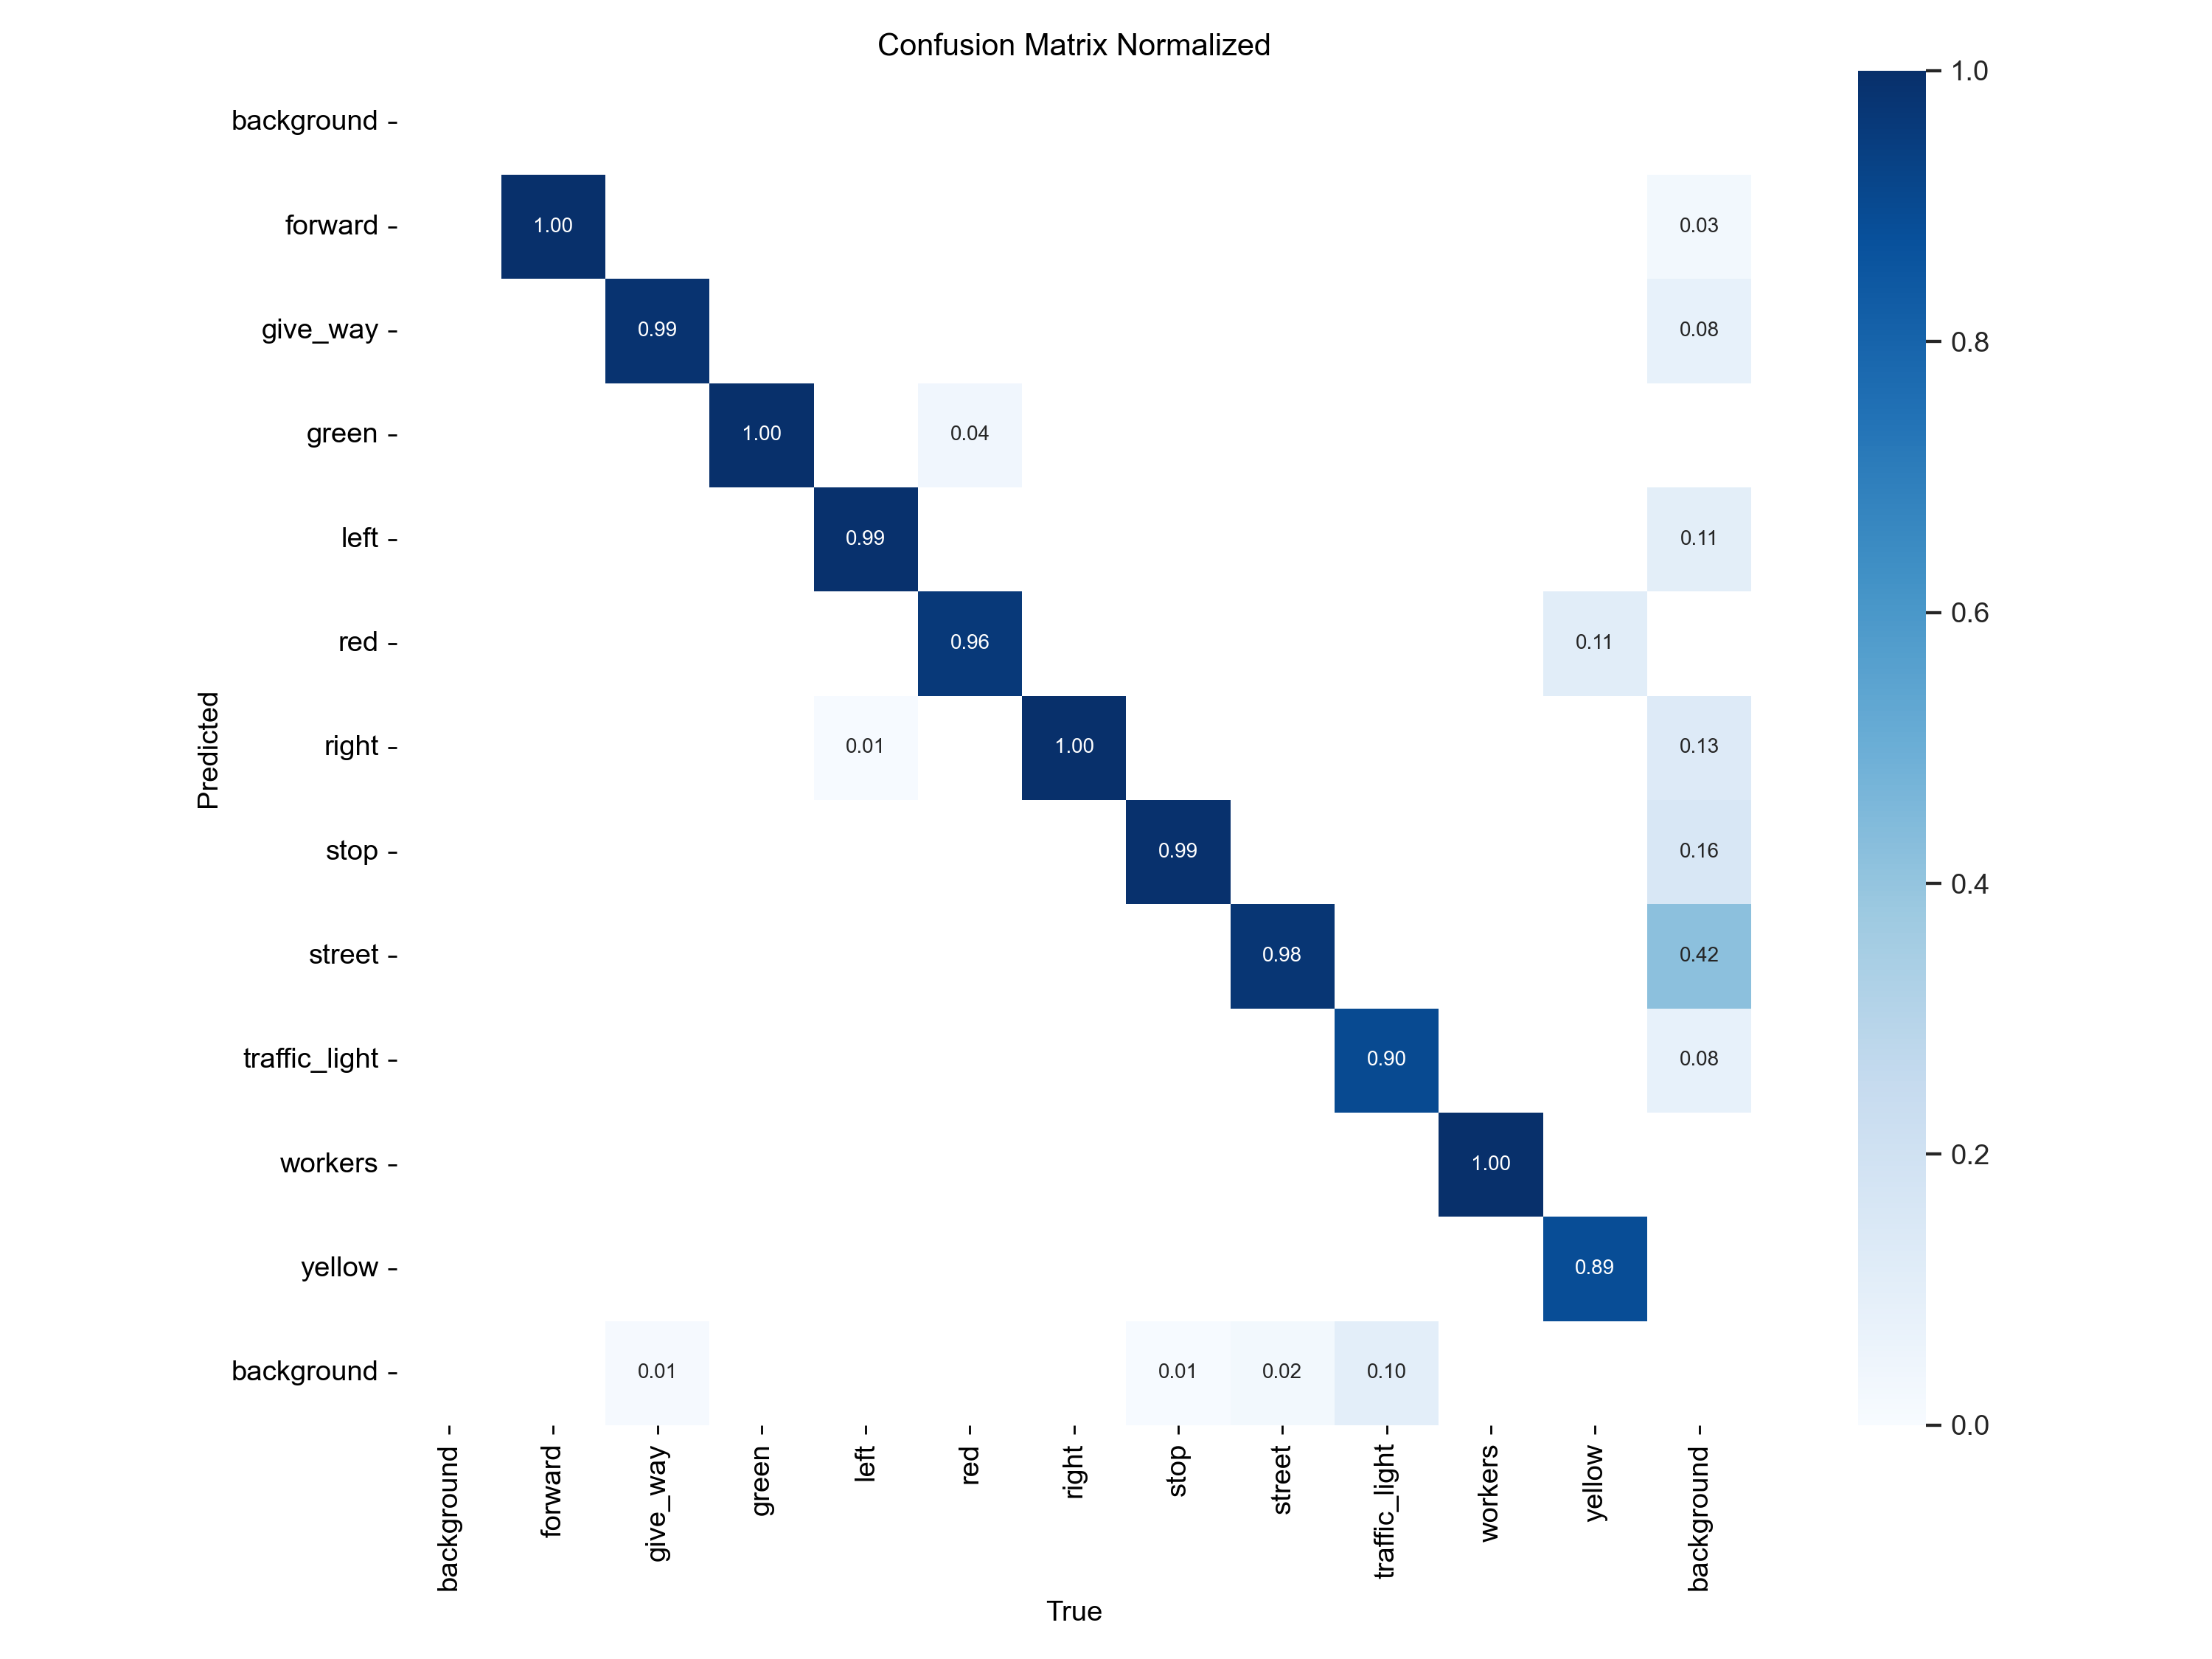 Confusion Matrix Normalized
background
forward 1.00 0.03
give_way 0.99 0.08
green 1.00 0.04
left 0.99 0.11
red 0.96 0.11
right 0.01 1.00 0.13
stop 0.99 0.16
street 0.98 0.42
traffic_light 0.90 0.08
workers 1.00
yellow 0.89
background 0.01 0.01 0.02 0.10
Predicted
background forward give_way green left red right stop street traffic_light workers yellow background
True
1.0
0.8
0.6
0.4
0.2
0.0